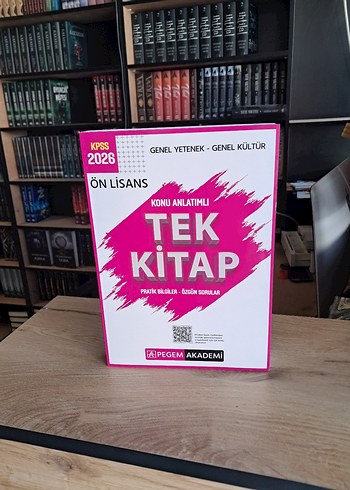 KPSS
2026
GENEL YETENEK - GENEL KÜLTÜR
ÖN LİSANS
KONU ANLATIMLI
TEK
KİTAP
PRATİK BİLGİLER - ÖZGÜN SORULAR
PEGEM AKADEMİ